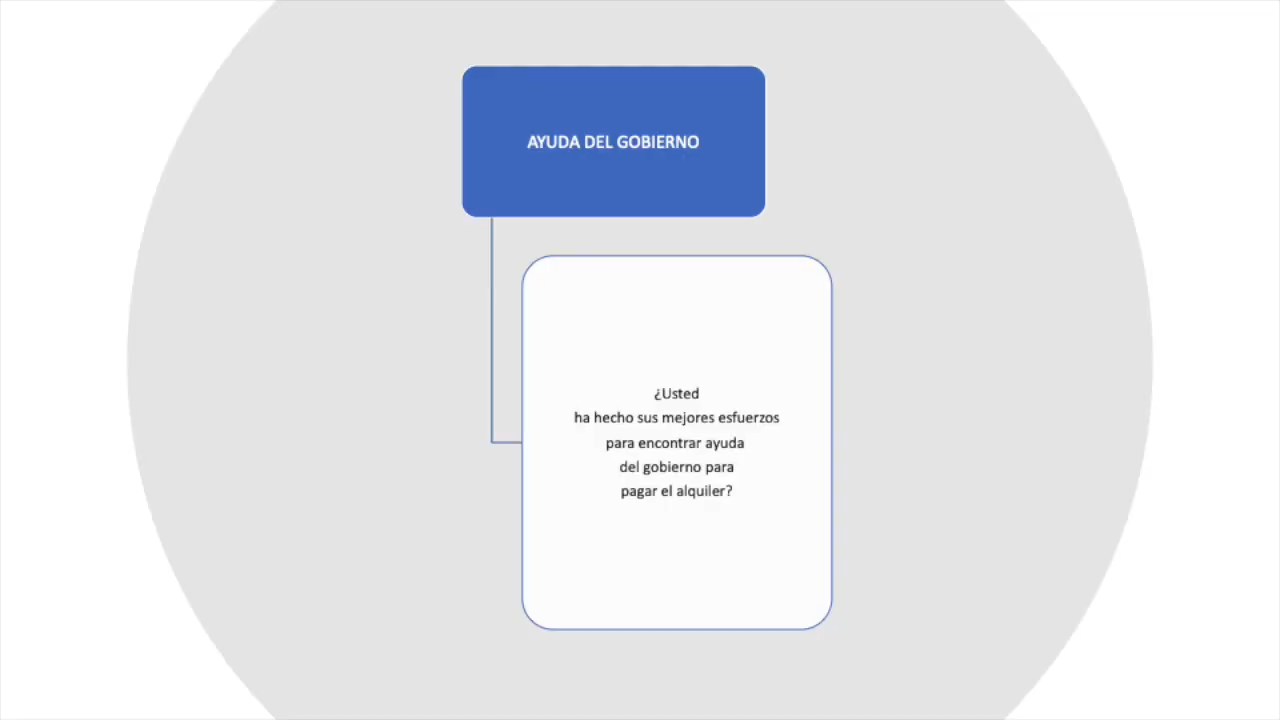 AYUDA DEL GOBIERNO
¿Usted
ha hecho sus mejores esfuerzos
para encontrar ayuda
del gobierno para
pagar el alquiler?